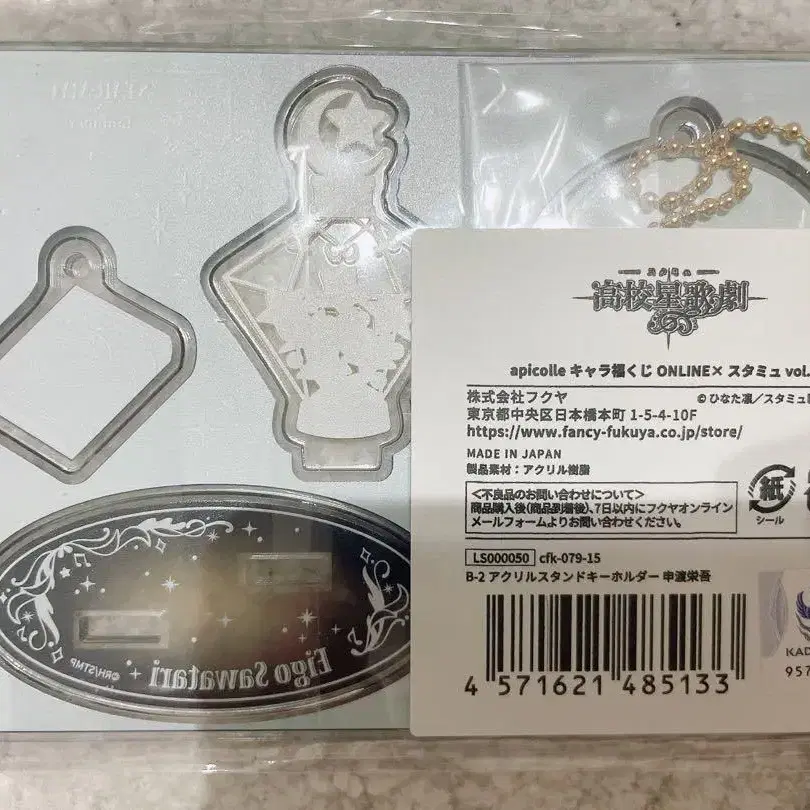 スタミュ
高校星歌劇
apicolle キャラ福くじ ONLINE× スタミュ vol.
株式会社フクヤ
© ひなた凛／スタミュ
東京都中央区日本橋本町 1-5-4-10F
https://www.fancy-fukuya.co.jp/store/
MADE IN JAPAN
製品素材：アクリル樹脂
紙
シール
＜不良品のお問い合わせについて＞
商品購入後(商品到着後)、7日以内にフクヤオンライン
メールフォームよりお問い合わせください。
LS000050 cfk-079-15
B-2 アクリルスタンドキーホルダー 申渡栄吾
4 571621 485133
KAD
957
Eigo Sawatari
©RH/STMP